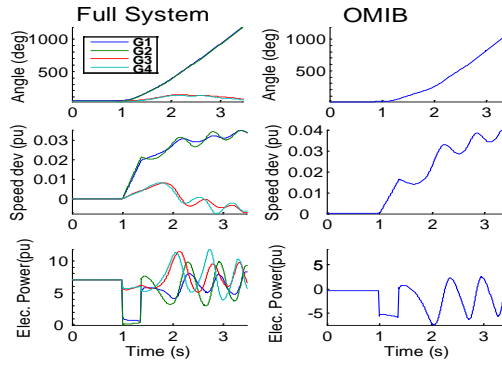 Full System
OMIB
Angle (deg)
1000
500
G1
G2
G3
G4
0 1 2 3
Angle (deg)
1000
500
0 1 2 3
Speed dev (pu)
0.03
0.02
0.01
0
0 1 2 3
Speed dev (pu)
0.04
0.03
0.02
0.01
0
0 1 2 3
Elec. Power(pu)
10
5
0
0 1 2 3
Time (s)
Elec. Power(pu)
5
0
-5
0 1 2 3
Time (s)